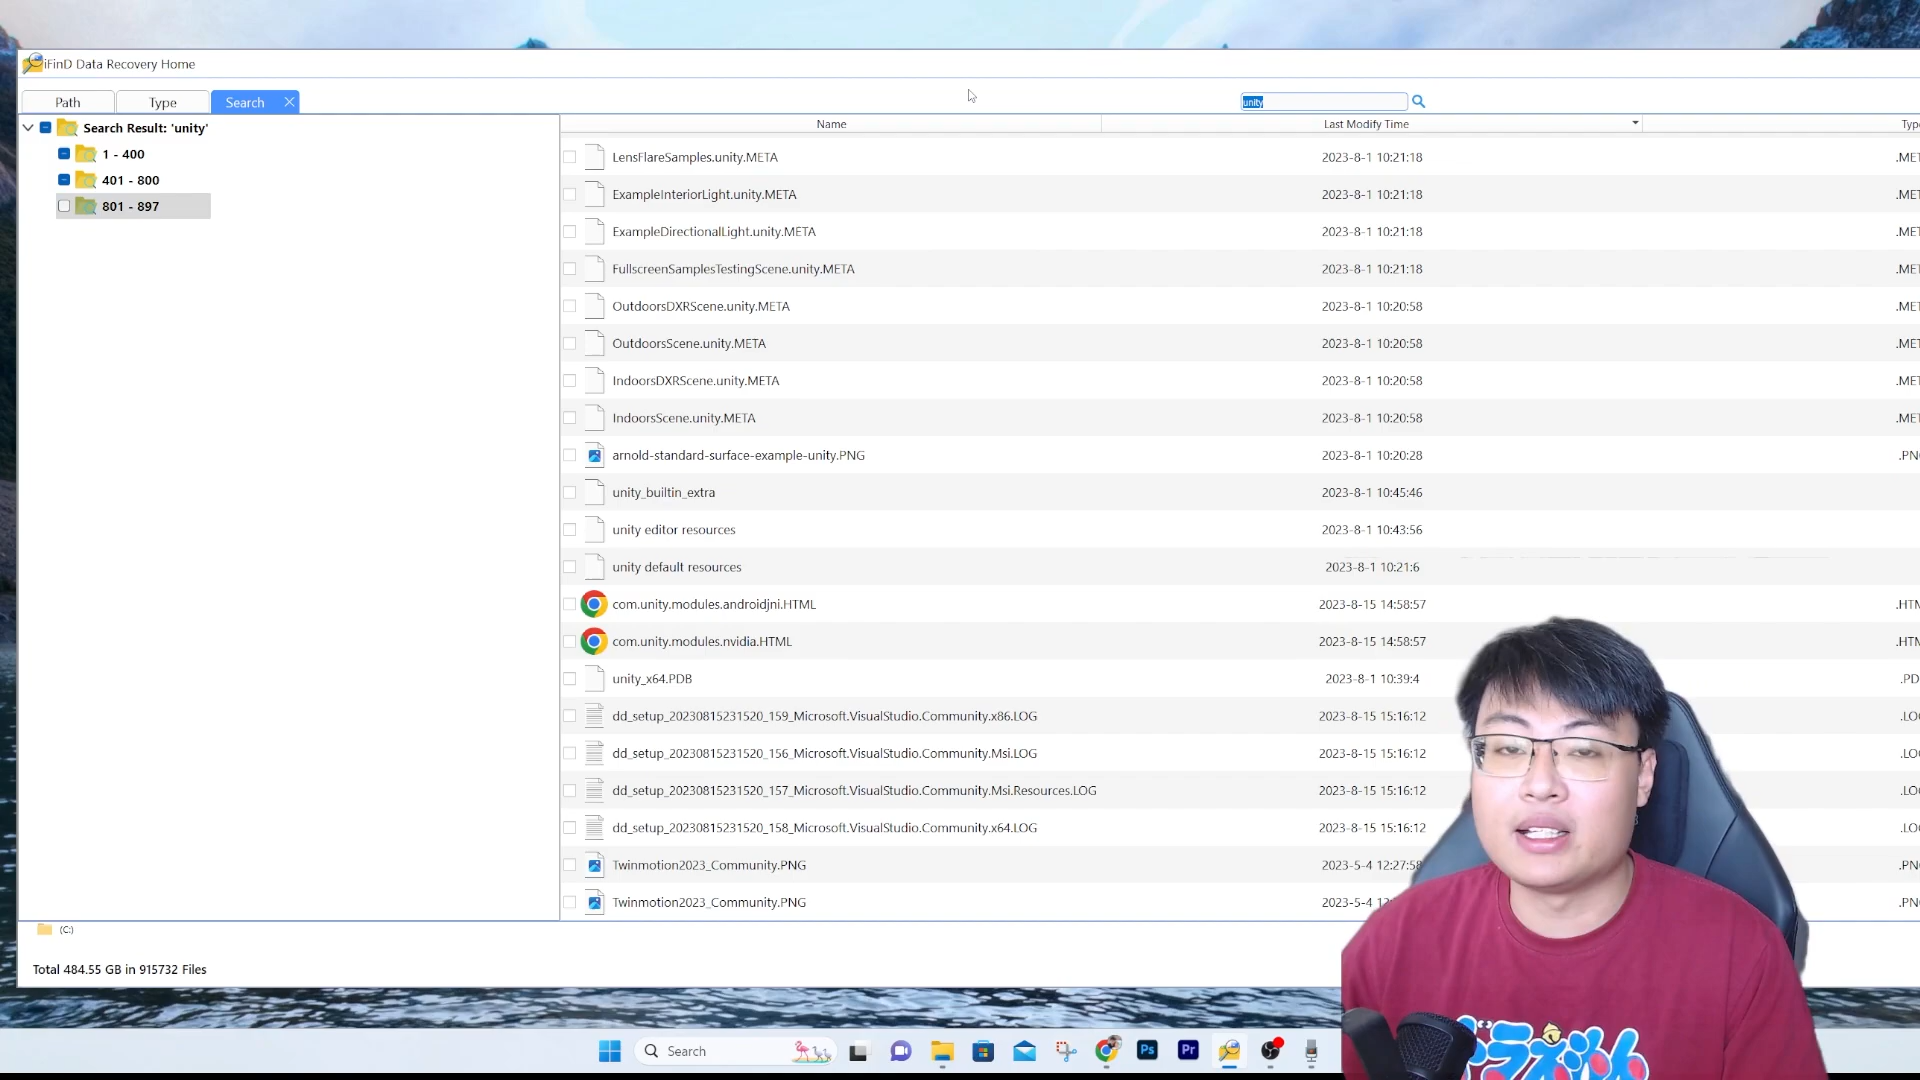 iFinD Data Recovery Home
Path Type Search
unity
Search Result: 'unity'
1 - 400
401 - 800
801 - 897
Name Last Modify Time
LensFlareSamples.unity.META 2023-8-1 10:21:18
ExampleInteriorLight.unity.META 2023-8-1 10:21:18
ExampleDirectionalLight.unity.META 2023-8-1 10:21:18
FullscreenSamplesTestingScene.unity.META 2023-8-1 10:21:18
OutdoorsDXRScene.unity.META 2023-8-1 10:20:58
OutdoorsScene.unity.META 2023-8-1 10:20:58
IndoorsDXRScene.unity.META 2023-8-1 10:20:58
IndoorsScene.unity.META 2023-8-1 10:20:58
arnold-standard-surface-example-unity.PNG 2023-8-1 10:20:28
unity_builtin_extra 2023-8-1 10:45:46
unity editor resources 2023-8-1 10:43:56
unity default resources 2023-8-1 10:21:6
com.unity.modules.androidjni.HTML 2023-8-15 14:58:57
com.unity.modules.nvidia.HTML 2023-8-15 14:58:57
unity_x64.PDB 2023-8-1 10:39:4
dd_setup_20230815231520_159_Microsoft.VisualStudio.Community.x86.LOG 2023-8-15 15:16:12
dd_setup_20230815231520_156_Microsoft.VisualStudio.Community.Msi.LOG 2023-8-15 15:16:12
dd_setup_20230815231520_157_Microsoft.VisualStudio.Community.Msi.Resources.LOG 2023-8-15 15:16:12
dd_setup_20230815231520_158_Microsoft.VisualStudio.Community.x64.LOG 2023-8-15 15:16:12
Twinmotion2023_Community.PNG 2023-5-4 12:27:58
Twinmotion2023_Community.PNG 2023-5-4
(C:)
Total 484.55 GB in 915732 Files
Search
Ps
Pr